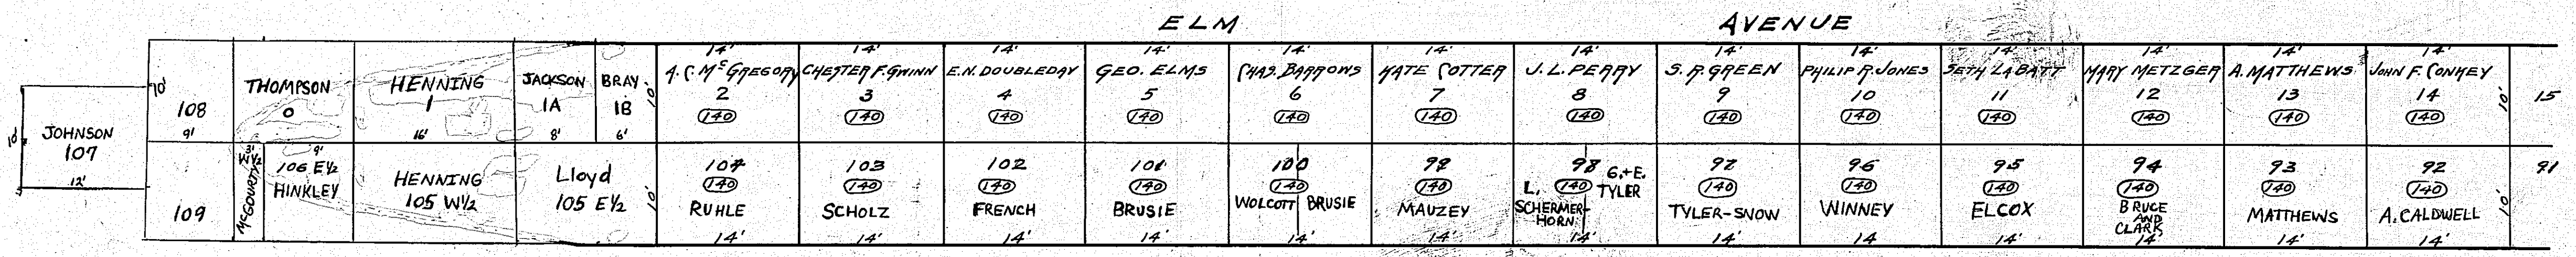 ELM AVENUE
14' 14' 14' 14' 14' 14' 14' 14' 14' 14' 14' 14' 14'
10' 108 9'
THOMPSON
0
HENNING
1
16'
JACKSON
1A
8'
BRAY
1B
6'
10'
A.C. McGREGORY
2
140
CHESTER F. GWINN
3
140
E.N. DOUBLEDAY
4
140
GEO. ELMS
5
140
CHAS. BARROWS
6
140
KATE COTTER
7
140
J.L. PERRY
8
140
S.R. GREEN
9
140
PHILIP R. JONES
10
140
SETH LABATT
11
140
MARY METZGER
12
140
A. MATTHEWS
13
140
JOHN F. CONKEY
14
140
10'
15
10'
JOHNSON
107
12'
109
3'
W½
McGOURTY
9'
106 E½
HINKLEY
HENNING
105 W½
Lloyd
105 E½
10'
104
140
RUHLE
14'
103
140
SCHOLZ
14'
102
140
FRENCH
14'
101
140
BRUSIE
14'
100
140
WOLCOTT BRUSIE
14'
140
MAUZEY
14'
98
140
L.
SCHERMER-
HORN
G.+E.
TYLER
14'
140
TYLER-SNOW
14'
96
140
WINNEY
14
95
140
ELCOX
14'
94
140
BRUCE
AND
CLARK
14'
93
140
MATTHEWS
14'
92
140
A. CALDWELL
14'
10'
91